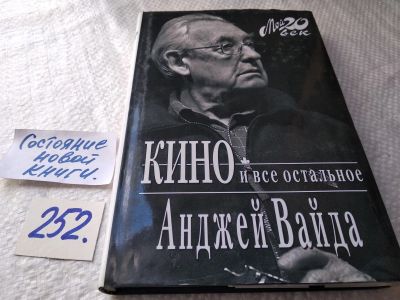 Мой 20 век
Состояние
новой
книги.
252.
КИНО и все остальное
Анджей Вайда